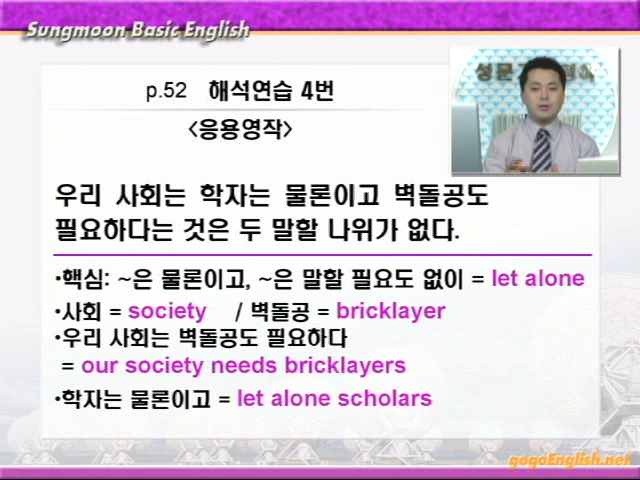 Sungmoon Basic English
p.52 해석연습 4번
<응용영작>
우리 사회는 학자는 물론이고 벽돌공도
필요하다는 것은 두 말할 나위가 없다.
•핵심: ~은 물론이고, ~은 말할 필요도 없이 = let alone
•사회 = society / 벽돌공 = bricklayer
•우리 사회는 벽돌공도 필요하다
= our society needs bricklayers
•학자는 물론이고 = let alone scholars
gogoEnglish.net